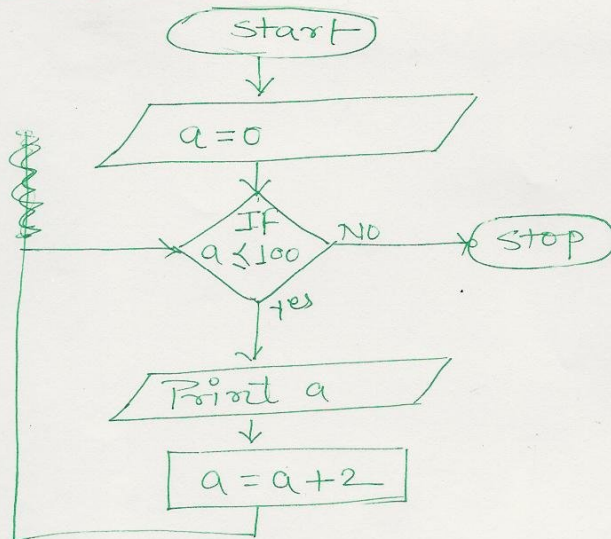 Start
a = 0
If
a ≤ 100
NO
Stop
yes
Print a
a = a + 2